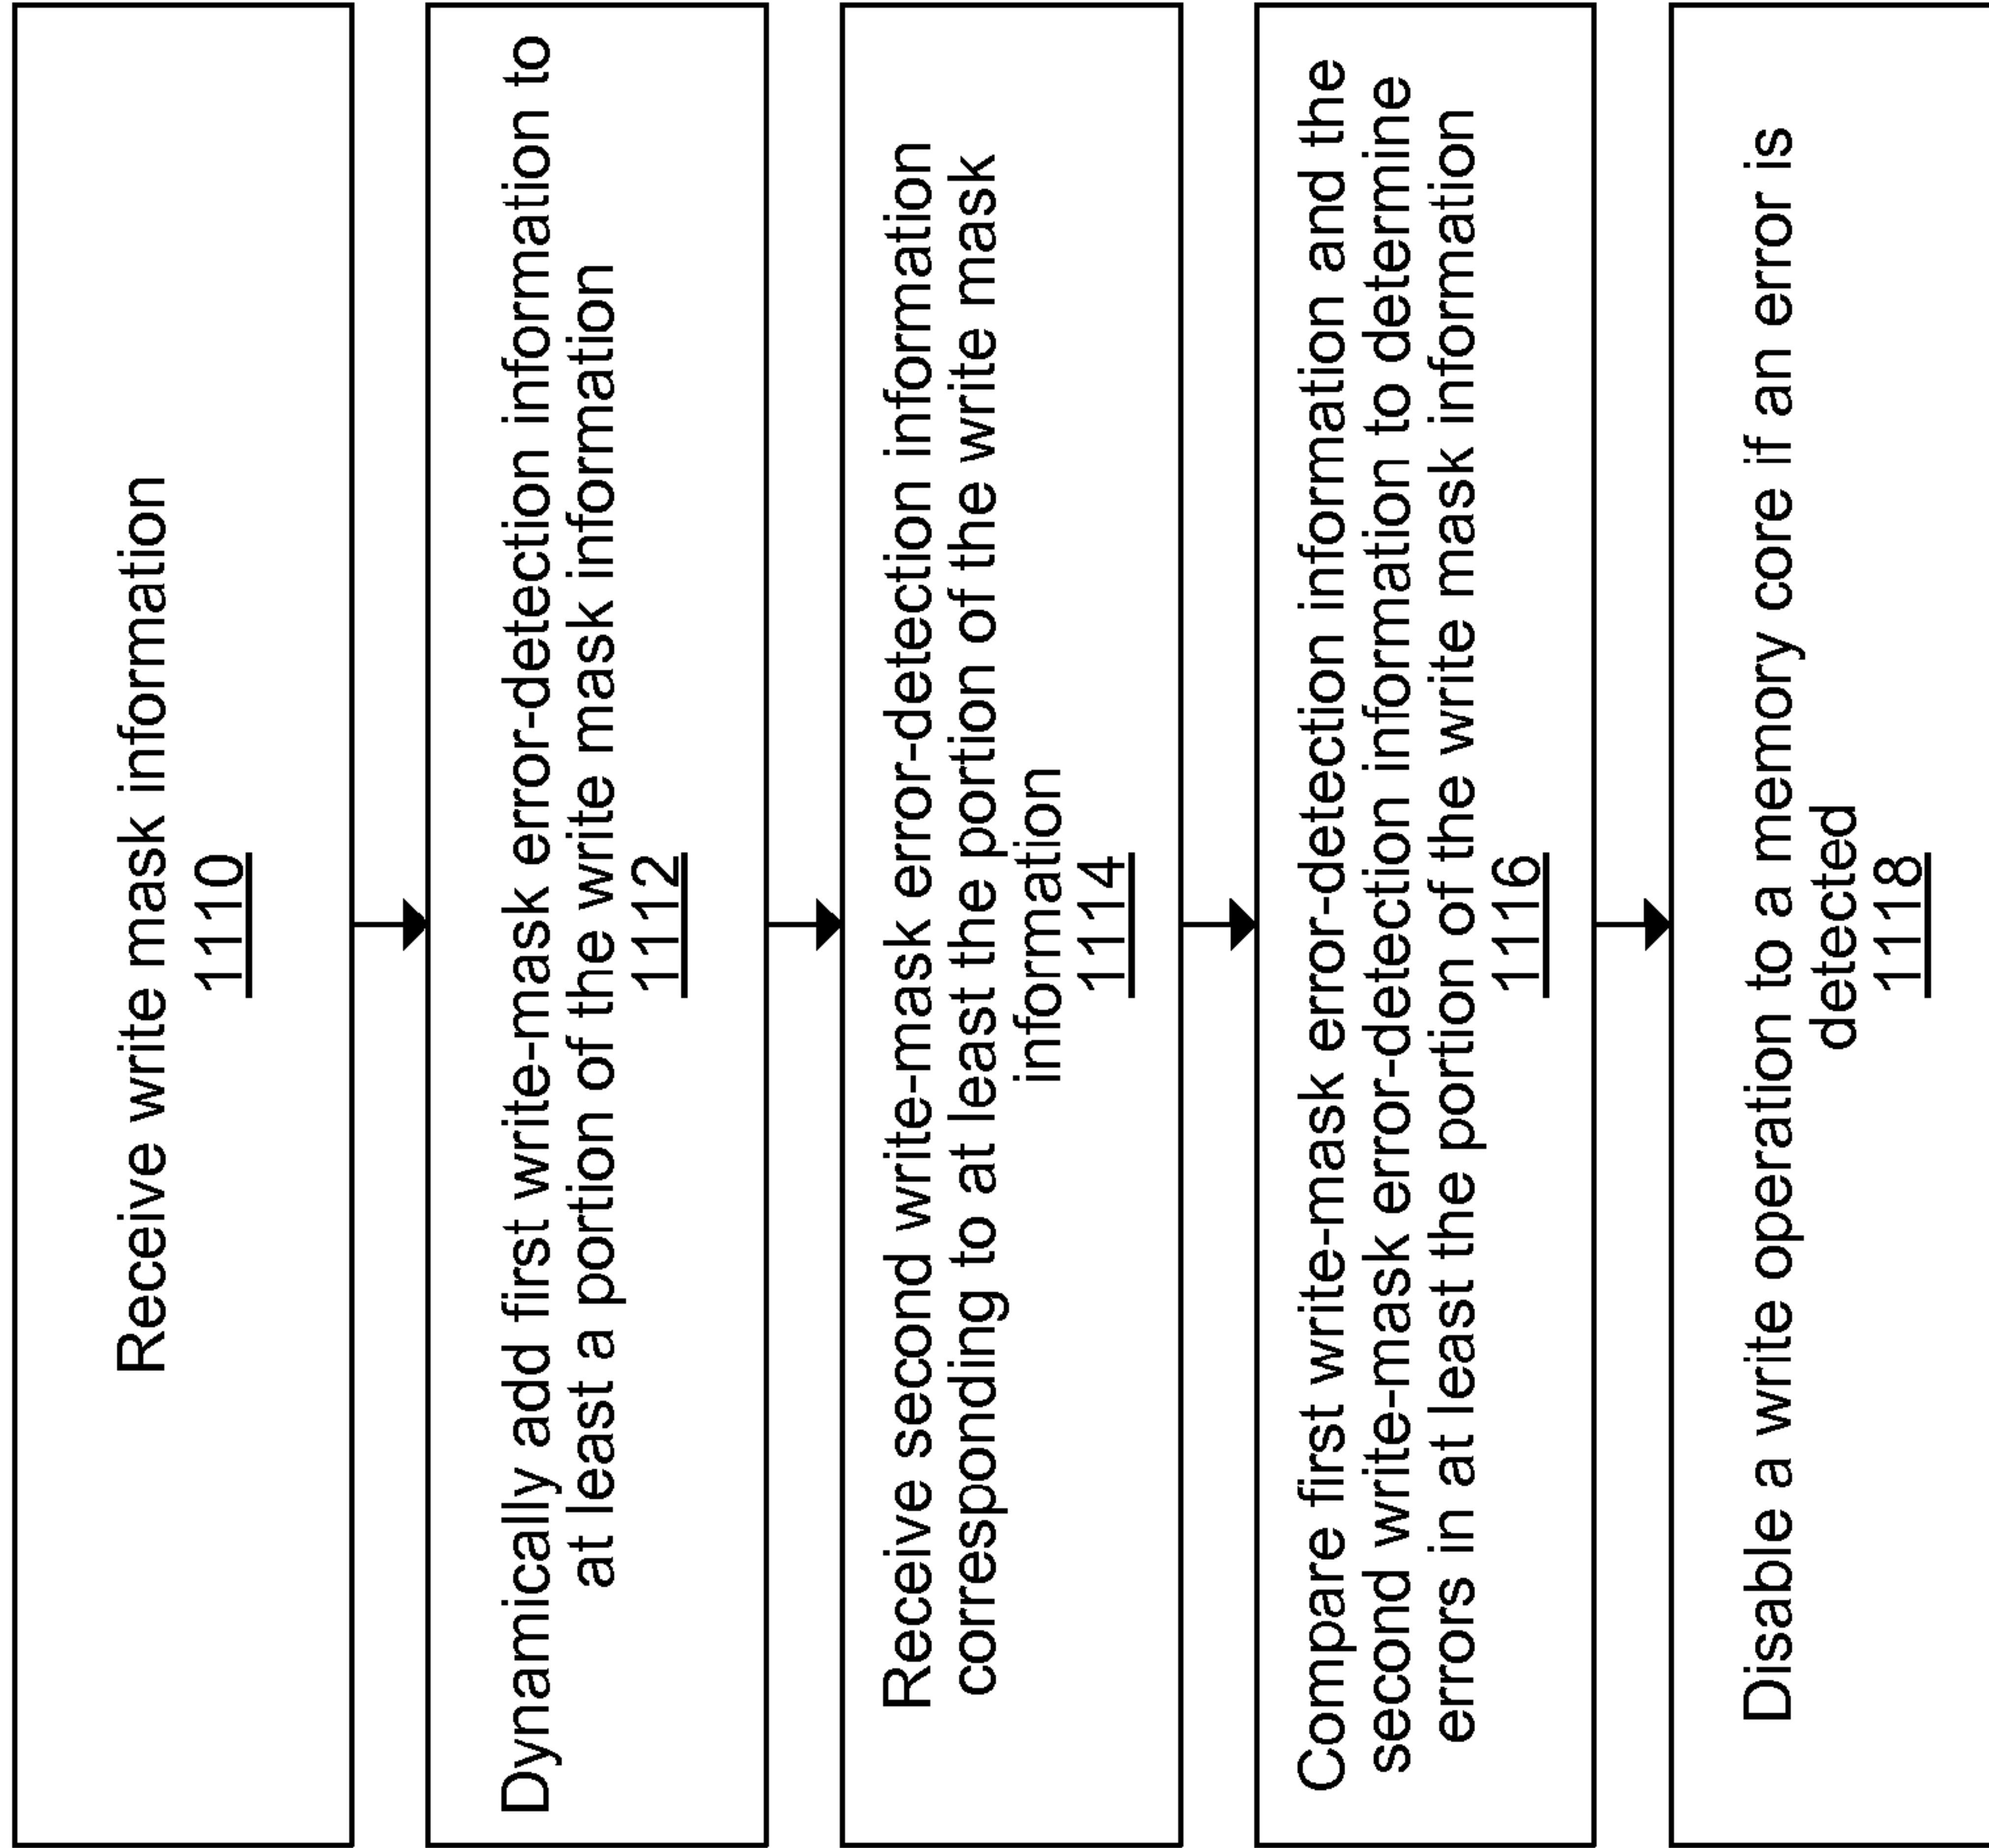 Receive write mask information
1110
Dynamically add first write-mask error-detection information to
at least a portion of the write mask information
1112
Receive second write-mask error-detection information
corresponding to at least the portion of the write mask
information
1114
Compare first write-mask error-detection information and the
second write-mask error-detection information to determine
errors in at least the portion of the write mask information
1116
Disable a write operation to a memory core if an error is
detected
1118